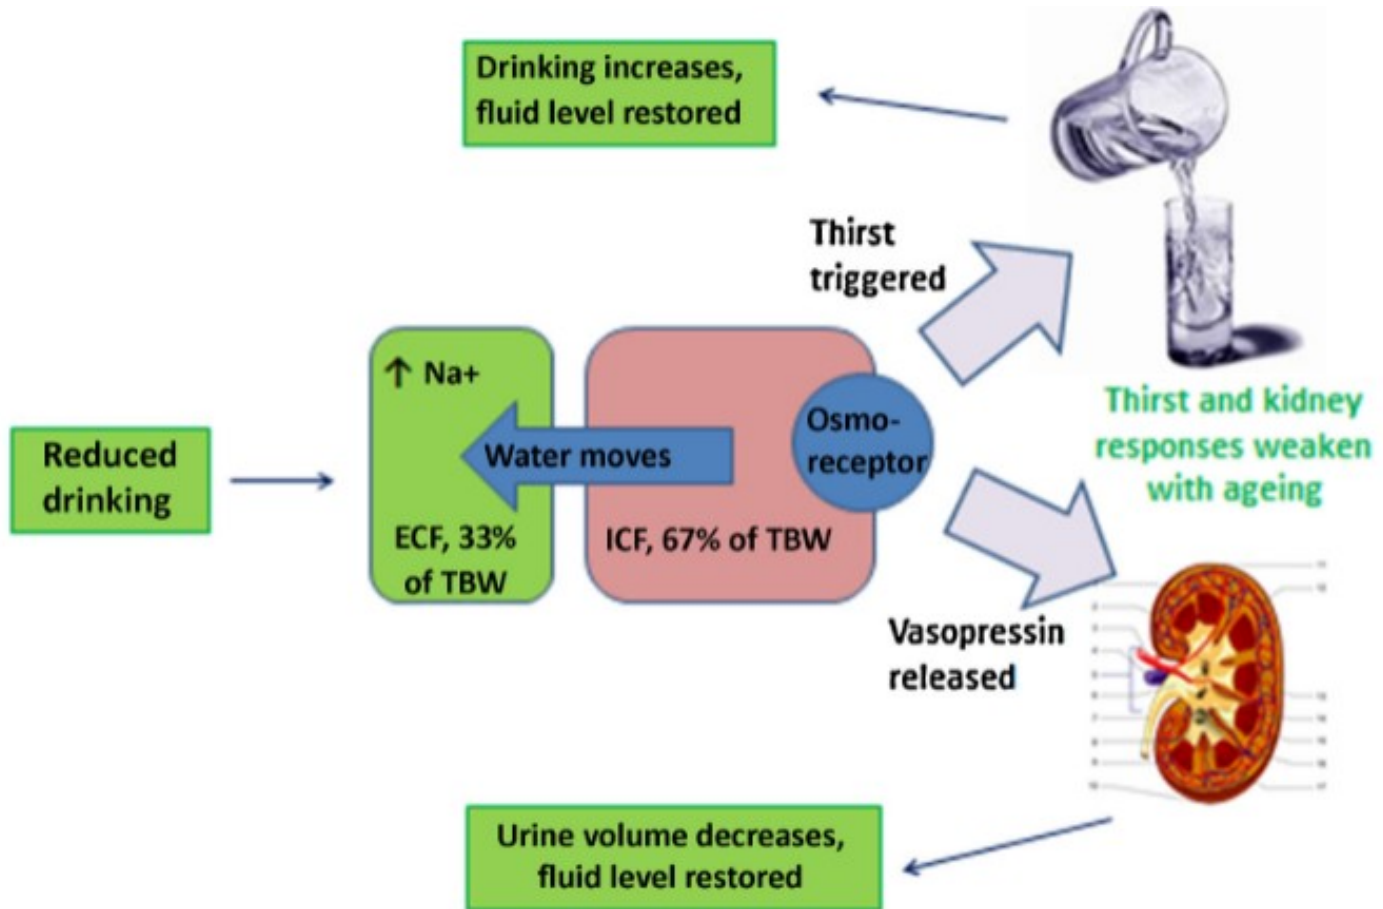 Drinking increases,
fluid level restored
Thirst
triggered
↑ Na+
Water moves
ECF, 33%
of TBW
Osmo-
receptor
ICF, 67% of TBW
Reduced
drinking
Thirst and kidney
responses weaken
with ageing
Vasopressin
released
Urine volume decreases,
fluid level restored